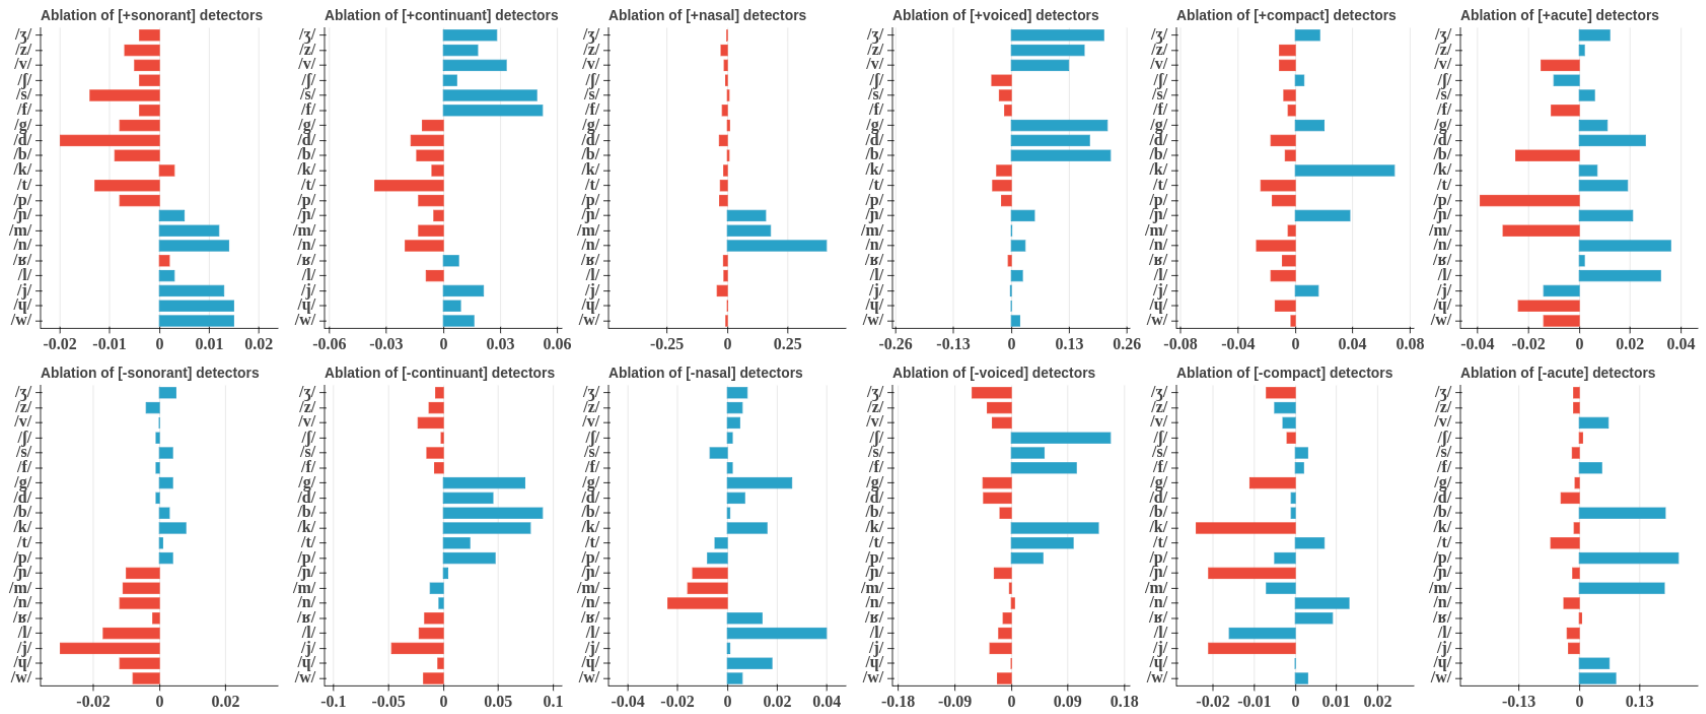 Ablation of [+sonorant] detectors Ablation of [+continuant] detectors Ablation of [+nasal] detectors Ablation of [+voiced] detectors Ablation of [+compact] detectors Ablation of [+acute] detectors
/ʒ/ /ʒ/ /ʒ/ /ʒ/ /ʒ/ /ʒ/
/z/ /z/ /z/ /z/ /z/ /z/
/v/ /v/ /v/ /v/ /v/ /v/
/ʃ/ /ʃ/ /ʃ/ /ʃ/ /ʃ/ /ʃ/
/s/ /s/ /s/ /s/ /s/ /s/
/f/ /f/ /f/ /f/ /f/ /f/
/g/ /g/ /g/ /g/ /g/ /g/
/d/ /d/ /d/ /d/ /d/ /d/
/b/ /b/ /b/ /b/ /b/ /b/
/k/ /k/ /k/ /k/ /k/ /k/
/t/ /t/ /t/ /t/ /t/ /t/
/p/ /p/ /p/ /p/ /p/ /p/
/ɲ/ /ɲ/ /ɲ/ /ɲ/ /ɲ/ /ɲ/
/m/ /m/ /m/ /m/ /m/ /m/
/n/ /n/ /n/ /n/ /n/ /n/
/ʁ/ /ʁ/ /ʁ/ /ʁ/ /ʁ/ /ʁ/
/l/ /l/ /l/ /l/ /l/ /l/
/j/ /j/ /j/ /j/ /j/ /j/
/ɥ/ /ɥ/ /ɥ/ /ɥ/ /ɥ/ /ɥ/
/w/ /w/ /w/ /w/ /w/ /w/
-0.02 -0.01 0 0.01 0.02 -0.06 -0.03 0 0.03 0.06 -0.25 0 0.25 -0.26 -0.13 0 0.13 0.26 -0.08 -0.04 0 0.04 0.08 -0.04 -0.02 0 0.02 0.04
Ablation of [-sonorant] detectors Ablation of [-continuant] detectors Ablation of [-nasal] detectors Ablation of [-voiced] detectors Ablation of [-compact] detectors Ablation of [-acute] detectors
/ʒ/ /ʒ/ /ʒ/ /ʒ/ /ʒ/ /ʒ/
/z/ /z/ /z/ /z/ /z/ /z/
/v/ /v/ /v/ /v/ /v/ /v/
/ʃ/ /ʃ/ /ʃ/ /ʃ/ /ʃ/ /ʃ/
/s/ /s/ /s/ /s/ /s/ /s/
/f/ /f/ /f/ /f/ /f/ /f/
/g/ /g/ /g/ /g/ /g/ /g/
/d/ /d/ /d/ /d/ /d/ /d/
/b/ /b/ /b/ /b/ /b/ /b/
/k/ /k/ /k/ /k/ /k/ /k/
/t/ /t/ /t/ /t/ /t/ /t/
/p/ /p/ /p/ /p/ /p/ /p/
/ɲ/ /ɲ/ /ɲ/ /ɲ/ /ɲ/ /ɲ/
/m/ /m/ /m/ /m/ /m/ /m/
/n/ /n/ /n/ /n/ /n/ /n/
/ʁ/ /ʁ/ /ʁ/ /ʁ/ /ʁ/ /ʁ/
/l/ /l/ /l/ /l/ /l/ /l/
/j/ /j/ /j/ /j/ /j/ /j/
/ɥ/ /ɥ/ /ɥ/ /ɥ/ /ɥ/ /ɥ/
/w/ /w/ /w/ /w/ /w/ /w/
-0.02 0 0.02 -0.1 -0.05 0 0.05 0.1 -0.04 -0.02 0 0.02 0.04 -0.18 -0.09 0 0.09 0.18 -0.02 -0.01 0 0.01 0.02 -0.13 0 0.13